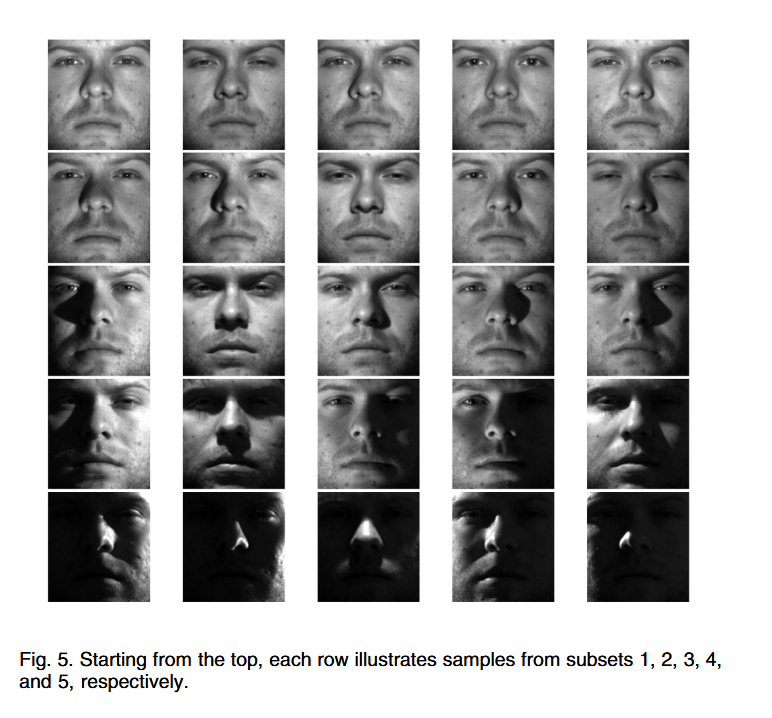 Fig. 5. Starting from the top, each row illustrates samples from subsets 1, 2, 3, 4,
and 5, respectively.